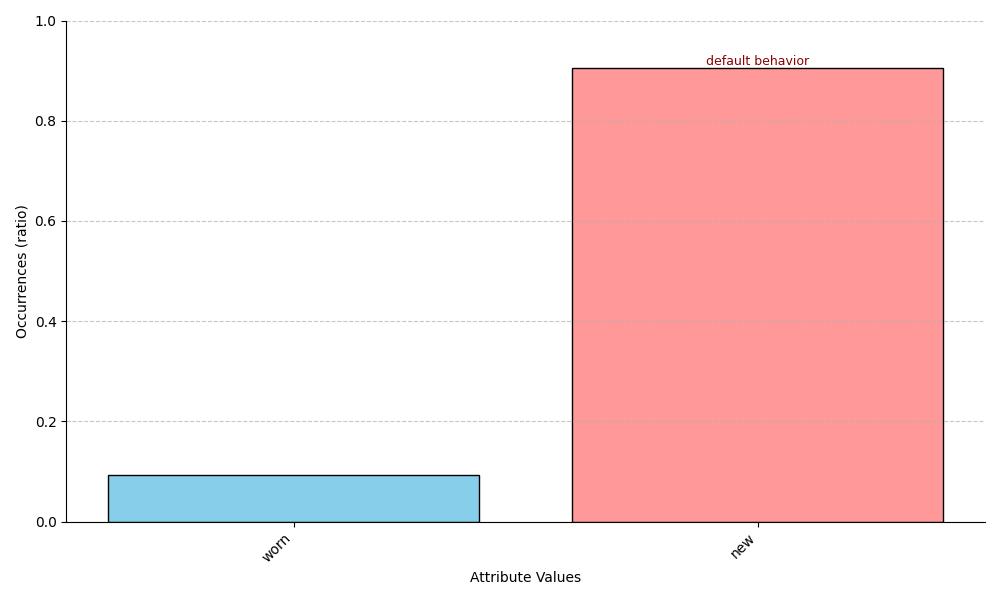 1.0
default behavior
0.8
0.6
0.4
0.2
0.0
Occurrences (ratio)
worn
new
Attribute Values